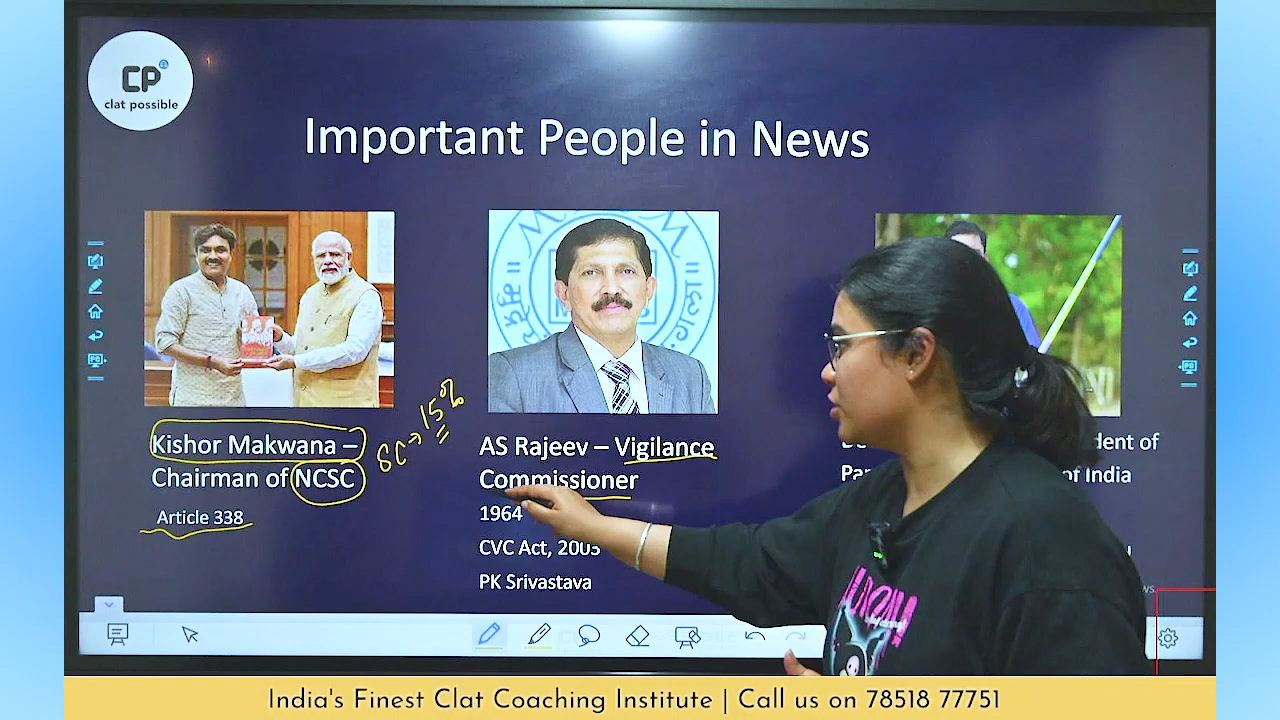 CP
clat possible
Important People in News
Kishor Makwana –
Chairman of NCSC
Article 338
SC → 15%
AS Rajeev – Vigilance
Commissioner
1964
CVC Act, 2003
PK Srivastava
dent of
of India
India's Finest Clat Coaching Institute | Call us on 78518 77751